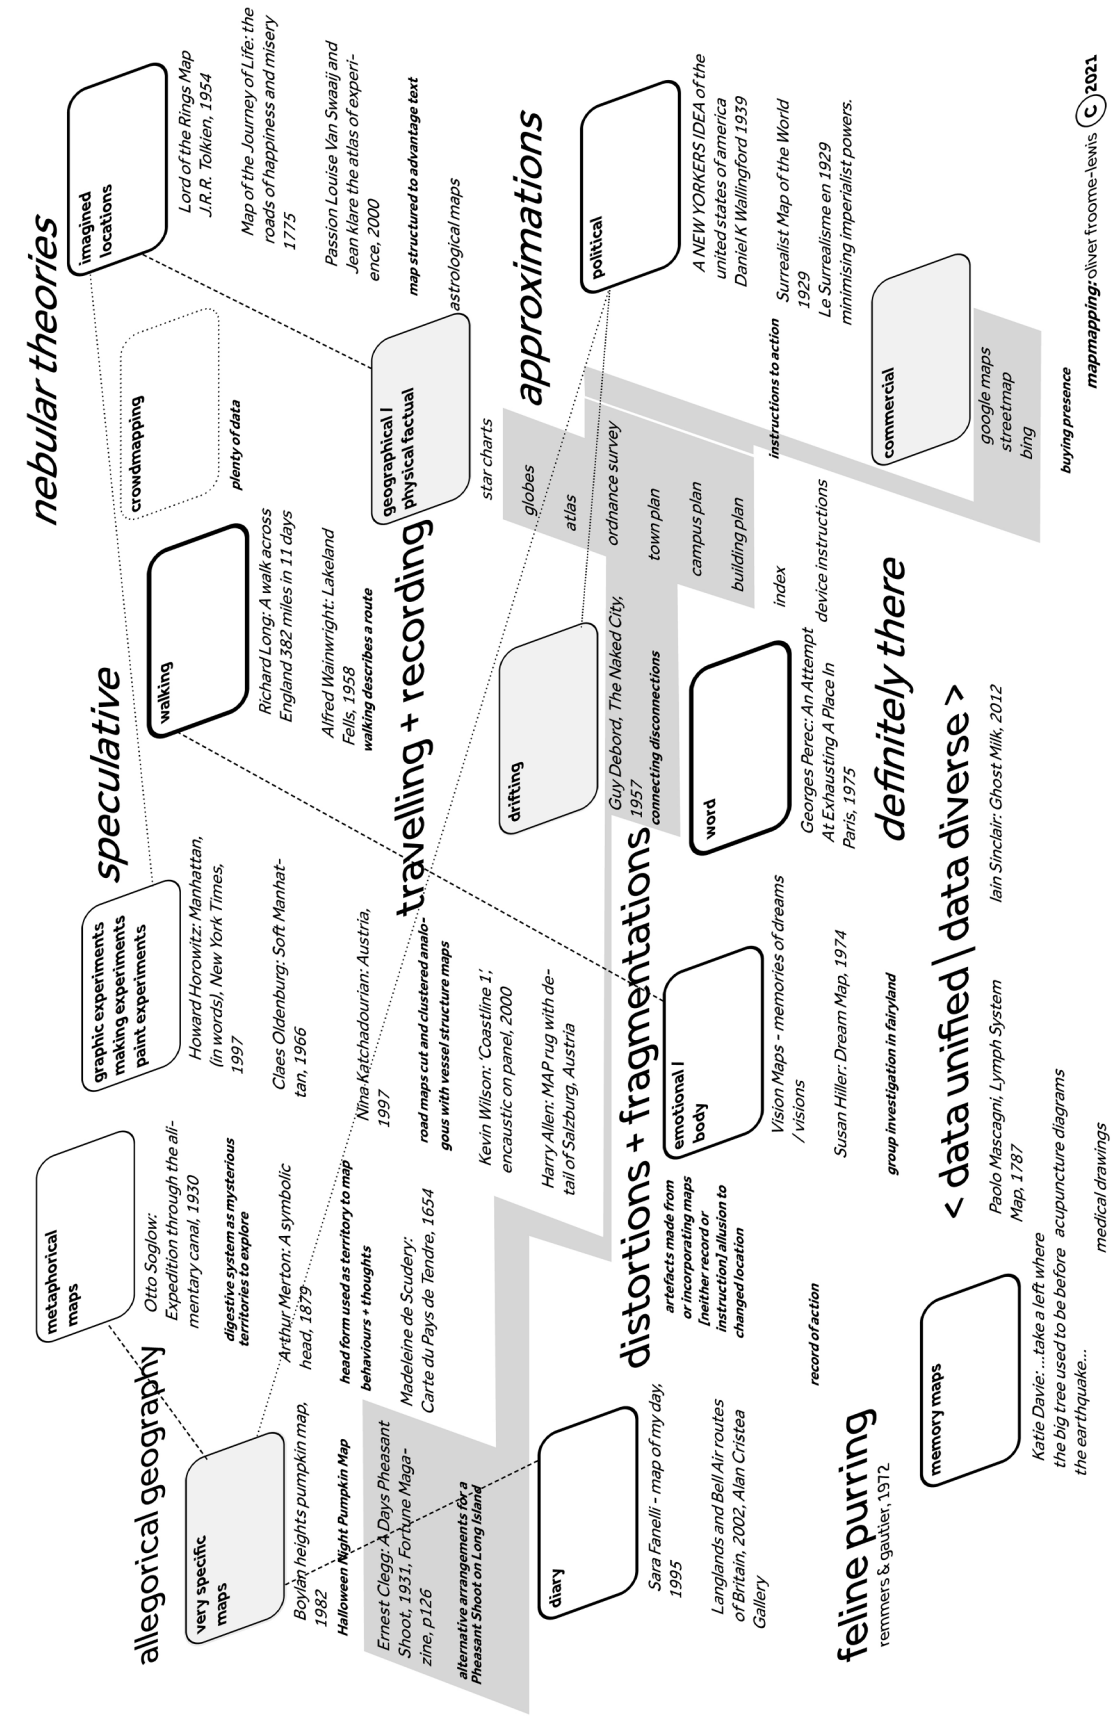 nebular theories
imagined
locations
Lord of the Rings Map
J.R.R. Tolkien, 1954
Map of the Journey of Life: the
roads of happiness and misery
1775
Passion Louise Van Swaaij and
Jean klare the atlas of experi-
ence, 2000
map structured to advantage text
astrological maps
crowdmapping
plenty of data
geographical |
physical factual
star charts
globes
atlas
ordnance survey
town plan
campus plan
building plan
index
device instructions
speculative
walking
Richard Long: A walk across
England 382 miles in 11 days
Alfred Wainwright: Lakeland
Fells, 1958
walking describes a route
travelling + recording
graphic experiments
making experiments
paint experiments
Howard Horowitz: Manhattan,
(in words), New York Times,
1997
Claes Oldenburg: Soft Manhat-
tan, 1966
Nina Katchadourian: Austria,
1997
road maps cut and clustered analo-
gous with vessel structure maps
Kevin Wilson: 'Coastline 1',
encaustic on panel, 2000
Harry Allen: MAP rug with de-
tail of Salzburg, Austria
metaphorical
maps
Otto Soglow:
Expedition through the ali-
mentary canal, 1930
digestive system as mysterious
territories to explore
Arthur Merton: A symbolic
head, 1879
head form used as territory to map
behaviours + thoughts
Madeleine de Scudery:
Carte du Pays de Tendre, 1654
allegorical geography
very specific
maps
Boylan heights pumpkin map,
1982
Halloween Night Pumpkin Map
Ernest Clegg: A Days Pheasant
Shoot, 1931, Fortune Maga-
zine, p126
alternative arrangements for a
Pheasant Shoot on Long Island
approximations
political
A NEW YORKERS IDEA of the
united states of america
Daniel K Wallingford 1939
Surrealist Map of the World
1929
Le Surrealisme en 1929
minimising imperialist powers.
instructions to action
commercial
google maps
streetmap
bing
buying presence
drifting
Guy Debord, The Naked City,
1957
connecting disconnections
word
Georges Perec: An Attempt
At Exhausting A Place In
Paris, 1975
definitely there
distortions + fragmentations
emotional |
body
Vision Maps - memories of dreams
/ visions
Susan Hiller: Dream Map, 1974
group investigation in fairyland
artefacts made from
or incorporating maps
[neither record or
instruction] allusion to
changed location
record of action
diary
Sara Fanelli - map of my day,
1995
Langlands and Bell Air routes
of Britain, 2002, Alan Cristea
Gallery
< data unified | data diverse >
Iain Sinclair: Ghost Milk, 2012
Paolo Mascagni, Lymph System
Map, 1787
acupuncture diagrams
medical drawings
memory maps
Katie Davie: ...take a left where
the big tree used to be before
the earthquake...
feline purring
remmers & gautier, 1972
mapmapping: oliver froome-lewis C 2021